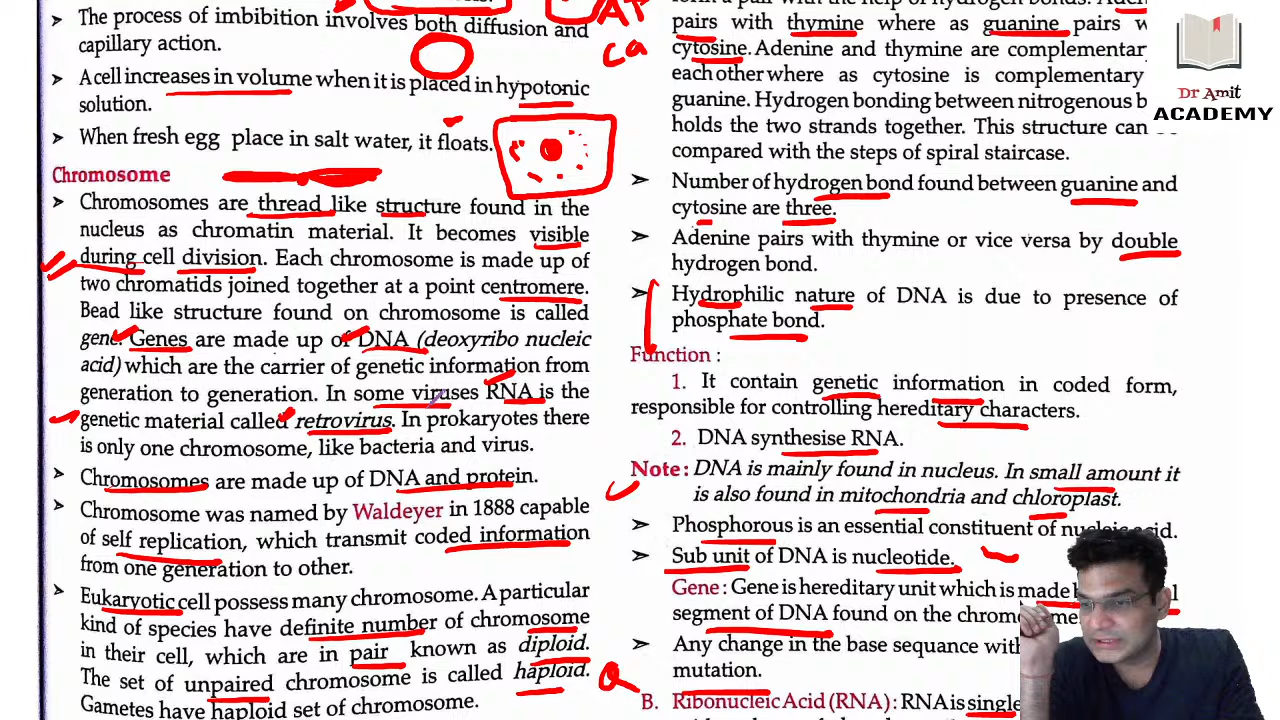 The process of imbibition involves both diffusion and
capillary action.
A cell increases in volume when it is placed in hypotonic
solution.
When fresh egg place in salt water, it floats.
Chromosome
Chromosomes are thread like structure found in the
nucleus as chromatin material. It becomes visible
during cell division. Each chromosome is made up of
two chromatids joined together at a point centromere.
Bead like structure found on chromosome is called
gene. Genes are made up of DNA (deoxyribo nucleic
acid) which are the carrier of genetic information from
generation to generation. In some viruses RNA is the
genetic material called retrovirus. In prokaryotes there
is only one chromosome, like bacteria and virus.
Chromosomes are made up of DNA and protein.
Chromosome was named by Waldeyer in 1888 capable
of self replication, which transmit coded information
from one generation to other.
Eukaryotic cell possess many chromosome. A particular
kind of species have definite number of chromosome
in their cell, which are in pair known as diploid.
The set of unpaired chromosome is called haploid.
Gametes have haploid set of chromosome.
AT
ca
form a pair with the help of hydrogen bonds.
pairs with thymine where as guanine pairs
cytosine. Adenine and thymine are complementary
each other where as cytosine is complementary
guanine. Hydrogen bonding between nitrogenous
holds the two strands together. This structure can
compared with the steps of spiral staircase.
Number of hydrogen bond found between guanine and
cytosine are three.
Adenine pairs with thymine or vice versa by double
hydrogen bond.
Hydrophilic nature of DNA is due to presence of
phosphate bond.
Function :
1. It contain genetic information in coded form,
responsible for controlling hereditary characters.
2. DNA synthesise RNA.
Note : DNA is mainly found in nucleus. In small amount it
is also found in mitochondria and chloroplast.
Phosphorous is an essential constituent of nucleic acid.
Sub unit of DNA is nucleotide.
Gene : Gene is hereditary unit which is made
segment of DNA found on the
Any change in the base sequence
mutation.
B. Ribonucleic Acid (RNA) : RNA is single
Dr Amit
ACADEMY